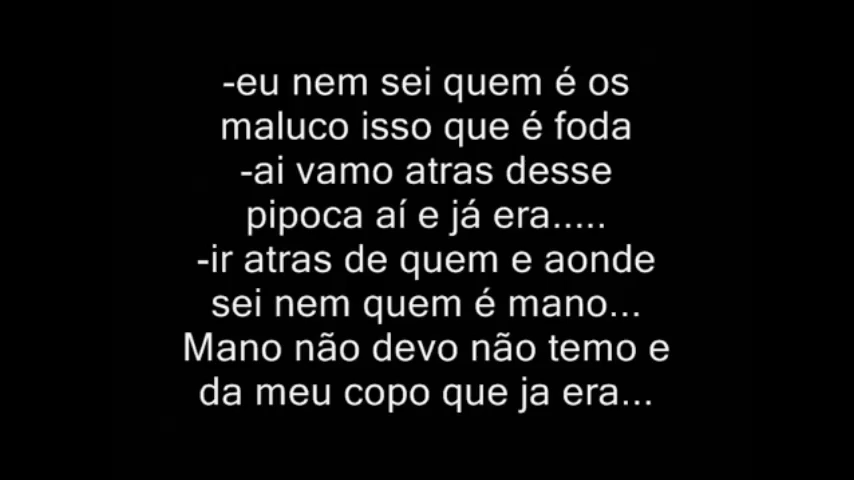 -eu nem sei quem é os
maluco isso que é foda
-ai vamo atras desse
pipoca aí e já era.....
-ir atras de quem e aonde
sei nem quem é mano...
Mano não devo não temo e
da meu copo que ja era...